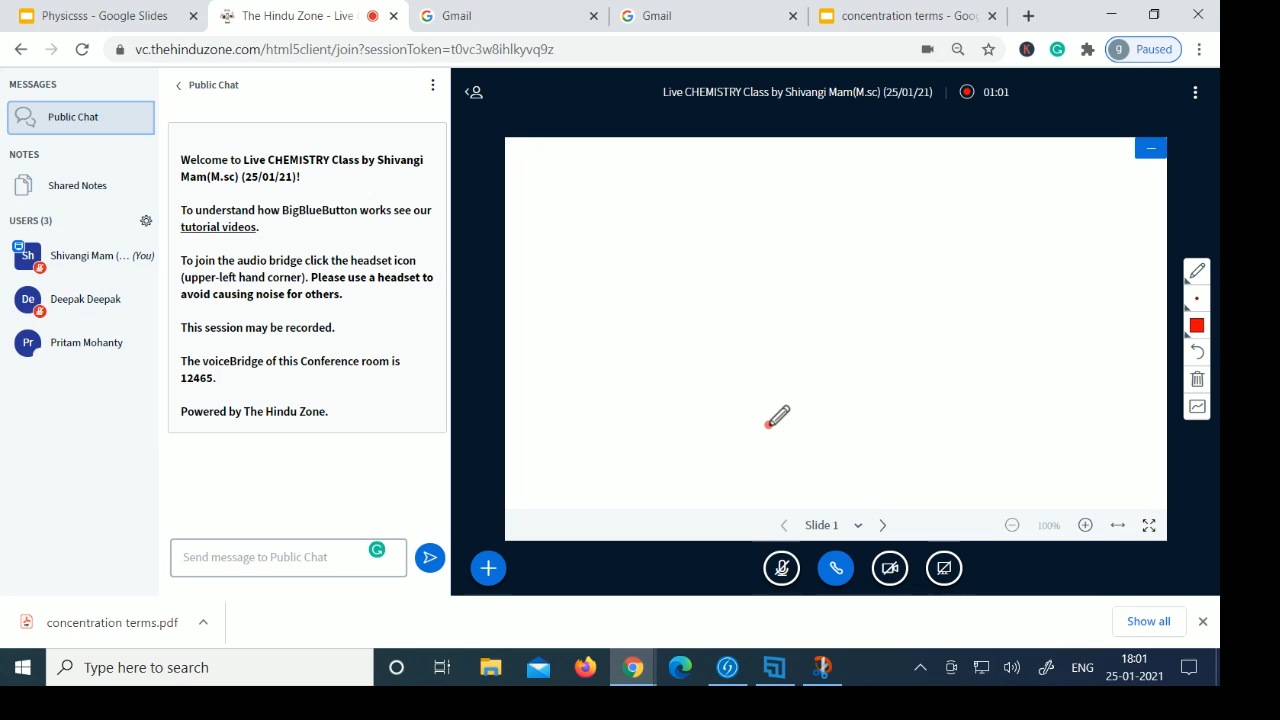 Physicsss - Google Slides
The Hindu Zone - Live
Gmail
Gmail
concentration terms - Goo
vc.thehinduzone.com/html5client/join?sessionToken=t0vc3w8ihlkyvq9z
K
g
Paused
MESSAGES
Public Chat
NOTES
Shared Notes
USERS (3)
Sh
Shivangi Mam (... (You)
De
Deepak Deepak
Pr
Pritam Mohanty
Public Chat
Welcome to Live CHEMISTRY Class by Shivangi
Mam(M.sc) (25/01/21)!
To understand how BigBlueButton works see our
tutorial videos.
To join the audio bridge click the headset icon
(upper-left hand corner). Please use a headset to
avoid causing noise for others.
This session may be recorded.
The voiceBridge of this Conference room is
12465.
Powered by The Hindu Zone.
Send message to Public Chat
Live CHEMISTRY Class by Shivangi Mam(M.sc) (25/01/21)
01:01
Slide 1
100%
concentration terms.pdf
Show all
Type here to search
ENG
18:01
25-01-2021